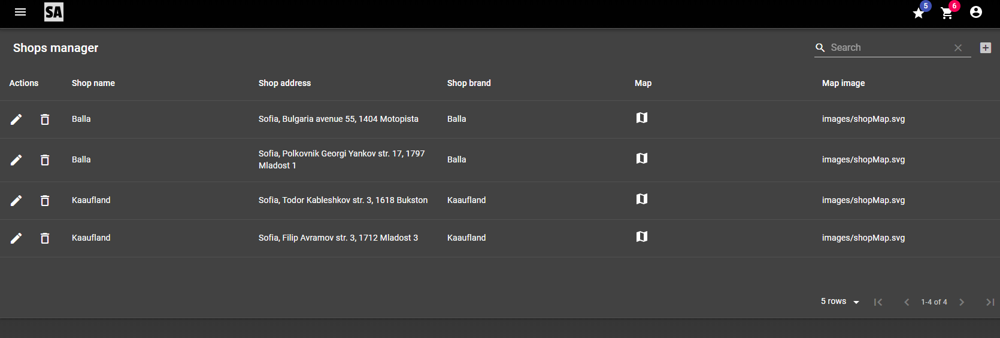 SA
5
6
Shops manager
Search
Actions Shop name Shop address Shop brand Map Map image
Balla Sofia, Bulgaria avenue 55, 1404 Motopista Balla images/shopMap.svg
Balla Sofia, Polkovnik Georgi Yankov str. 17, 1797 Balla images/shopMap.svg
Mladost 1
Kaaufland Sofia, Todor Kableshkov str. 3, 1618 Bukston Kaaufland images/shopMap.svg
Kaaufland Sofia, Filip Avramov str. 3, 1712 Mladost 3 Kaaufland images/shopMap.svg
5 rows 1-4 of 4